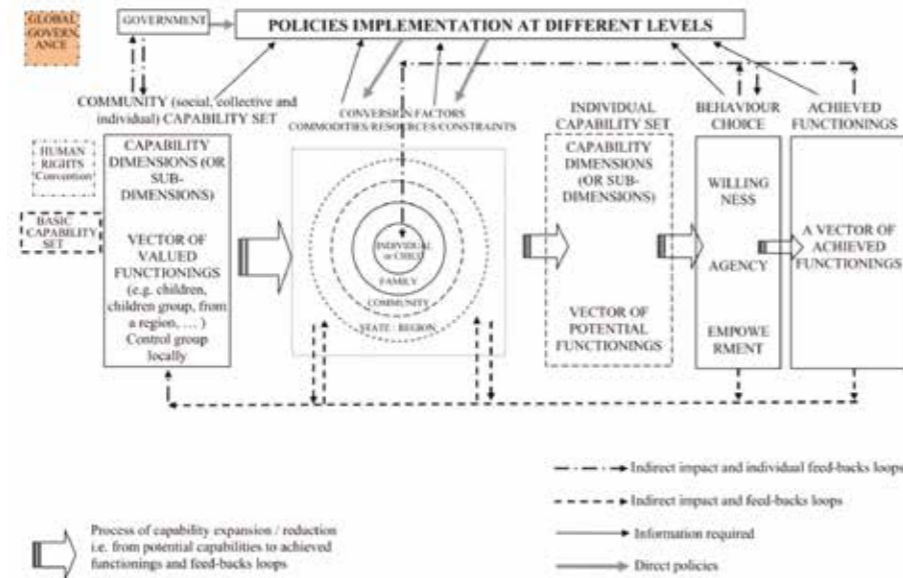 GLOBAL
GOVERN
ANCE
GOVERNMENT
POLICIES IMPLEMENTATION AT DIFFERENT LEVELS
COMMUNITY (social, collective and
individual) CAPABILITY SET
CONVERSION FACTORS
COMMODITIES/RESOURCES/CONSTRAINTS
INDIVIDUAL
CAPABILITY SET
BEHAVIOUR
CHOICE
ACHIEVED
FUNCTIONINGS
HUMAN
RIGHTS
'Convention'
BASIC
CAPABILITY
SET
CAPABILITY
DIMENSIONS (OR
SUB-
DIMENSIONS)
VECTOR OF
VALUED
FUNCTIONINGS
(e.g. children,
children group, from
a region, … )
Control group
locally
INDIVIDUAL
or CHILD
FAMILY
COMMUNITY
STATE / REGION
CAPABILITY
DIMENSIONS
(OR SUB-
DIMENSIONS)
VECTOR OF
POTENTIAL
FUNCTIONINGS
WILLING
NESS
AGENCY
EMPOWE
RMENT
A VECTOR OF
ACHIEVED
FUNCTIONINGS
Indirect impact and individual feed-backs loops
Indirect impact and feed-backs loops
Information required
Direct policies
Process of capability expansion / reduction
i.e. from potential capabilities to achieved
functionings and feed-backs loops